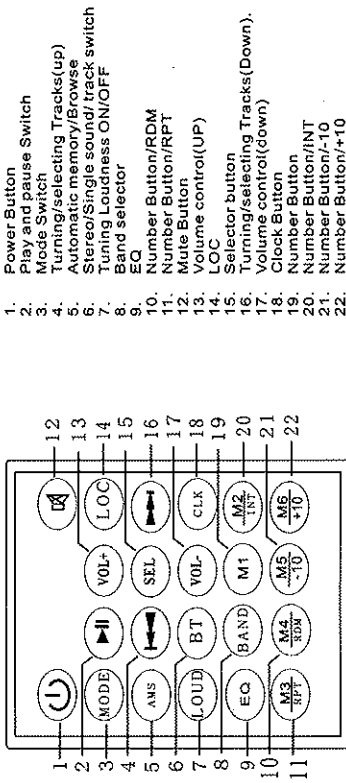 1 12
2 13
3 MODE VOL+ LOC 14
4 15
5 AMS SEL 16
6 17
7 LOUD BT VOL- CLK 18
8 19
9 EQ BAND M1 M2 INT 20
10 21
11 M3 RPT M4 RDM M5 -10 M6 +10 22
1. Power Button
2. Play and pause Switch
3. Mode Switch
4. Turning/selecting Tracks(up)
5. Automatic memory/Browse
6. Stereo/Single sound/ track switch
7. Tuning Loudness ON/OFF
8. Band selector
9. EQ
10. Number Button/RDM
11. Number Button/RPT
12. Mute Button
13. Volume control(UP)
14. LOC
15. Selector button
16. Turning/selecting Tracks(Down).
17. Volume control(down)
18. Clock Button
19. Number Button
20. Number Button/INT
21. Number Button/-10
22. Number Button/+10